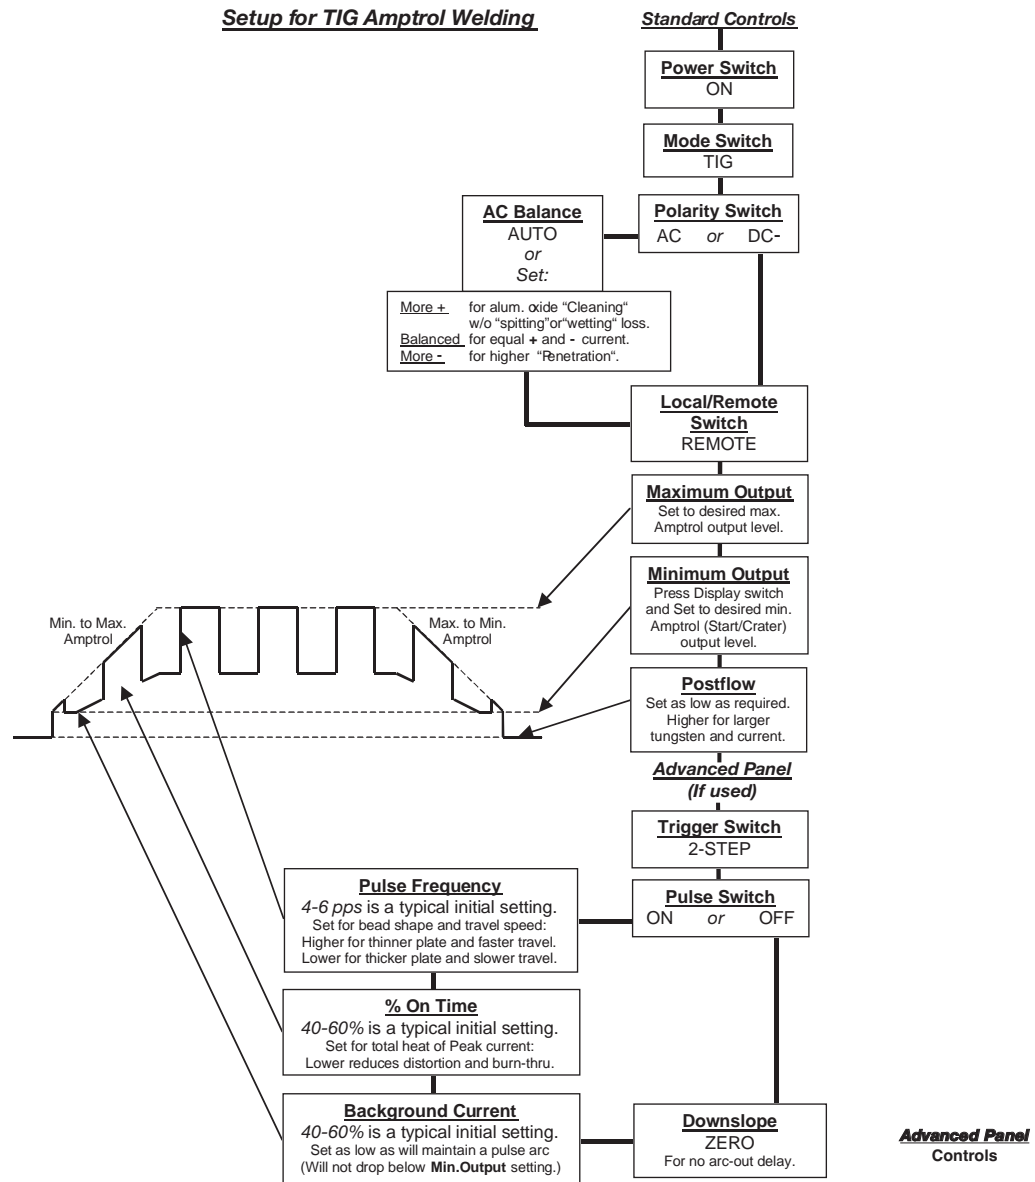 Setup for TIG Amptrol Welding
Standard Controls
Power Switch
ON
Mode Switch
TIG
AC Balance
AUTO
or
Set:
Polarity Switch
AC or DC-
More + for alum. oxide “Cleaning“
w/o “spitting”or“wetting“ loss.
Balanced for equal + and - current.
More - for higher “Penetration“.
Local/Remote
Switch
REMOTE
Maximum Output
Set to desired max.
Amptrol output level.
Minimum Output
Press Display switch
and Set to desired min.
Amptrol (Start/Crater)
output level.
Min. to Max.
Amptrol
Max. to Min.
Amptrol
Postflow
Set as low as required.
Higher for larger
tungsten and current.
Advanced Panel
(If used)
Trigger Switch
2-STEP
Pulse Frequency
4-6 pps is a typical initial setting.
Set for bead shape and travel speed:
Higher for thinner plate and faster travel.
Lower for thicker plate and slower travel.
Pulse Switch
ON or OFF
% On Time
40-60% is a typical initial setting.
Set for total heat of Peak current:
Lower reduces distortion and burn-thru.
Background Current
40-60% is a typical initial setting.
Set as low as will maintain a pulse arc
(Will not drop below Min.Output setting.)
Downslope
ZERO
For no arc-out delay.
Advanced Panel
Controls